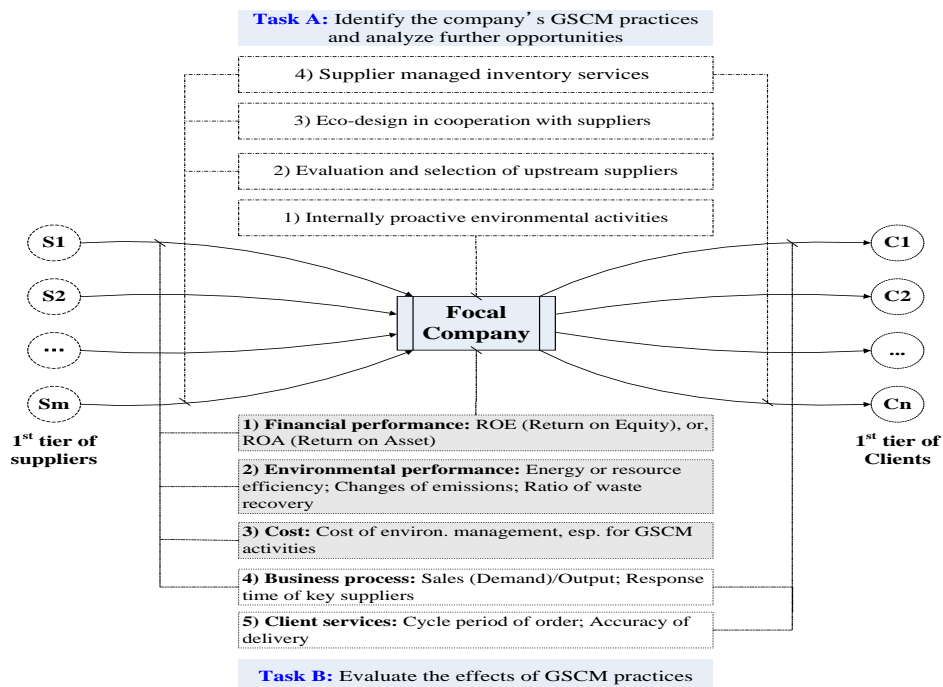 Task A: Identify the company's GSCM practices
and analyze further opportunities
4) Supplier managed inventory services
3) Eco-design in cooperation with suppliers
2) Evaluation and selection of upstream suppliers
1) Internally proactive environmental activities
S1
S2
...
Sm
1st tier of
suppliers
Focal
Company
C1
C2
...
Cn
1st tier of
Clients
1) Financial performance: ROE (Return on Equity), or,
ROA (Return on Asset)
2) Environmental performance: Energy or resource
efficiency; Changes of emissions; Ratio of waste
recovery
3) Cost: Cost of environ. management, esp. for GSCM
activities
4) Business process: Sales (Demand)/Output; Response
time of key suppliers
5) Client services: Cycle period of order; Accuracy of
delivery
Task B: Evaluate the effects of GSCM practices